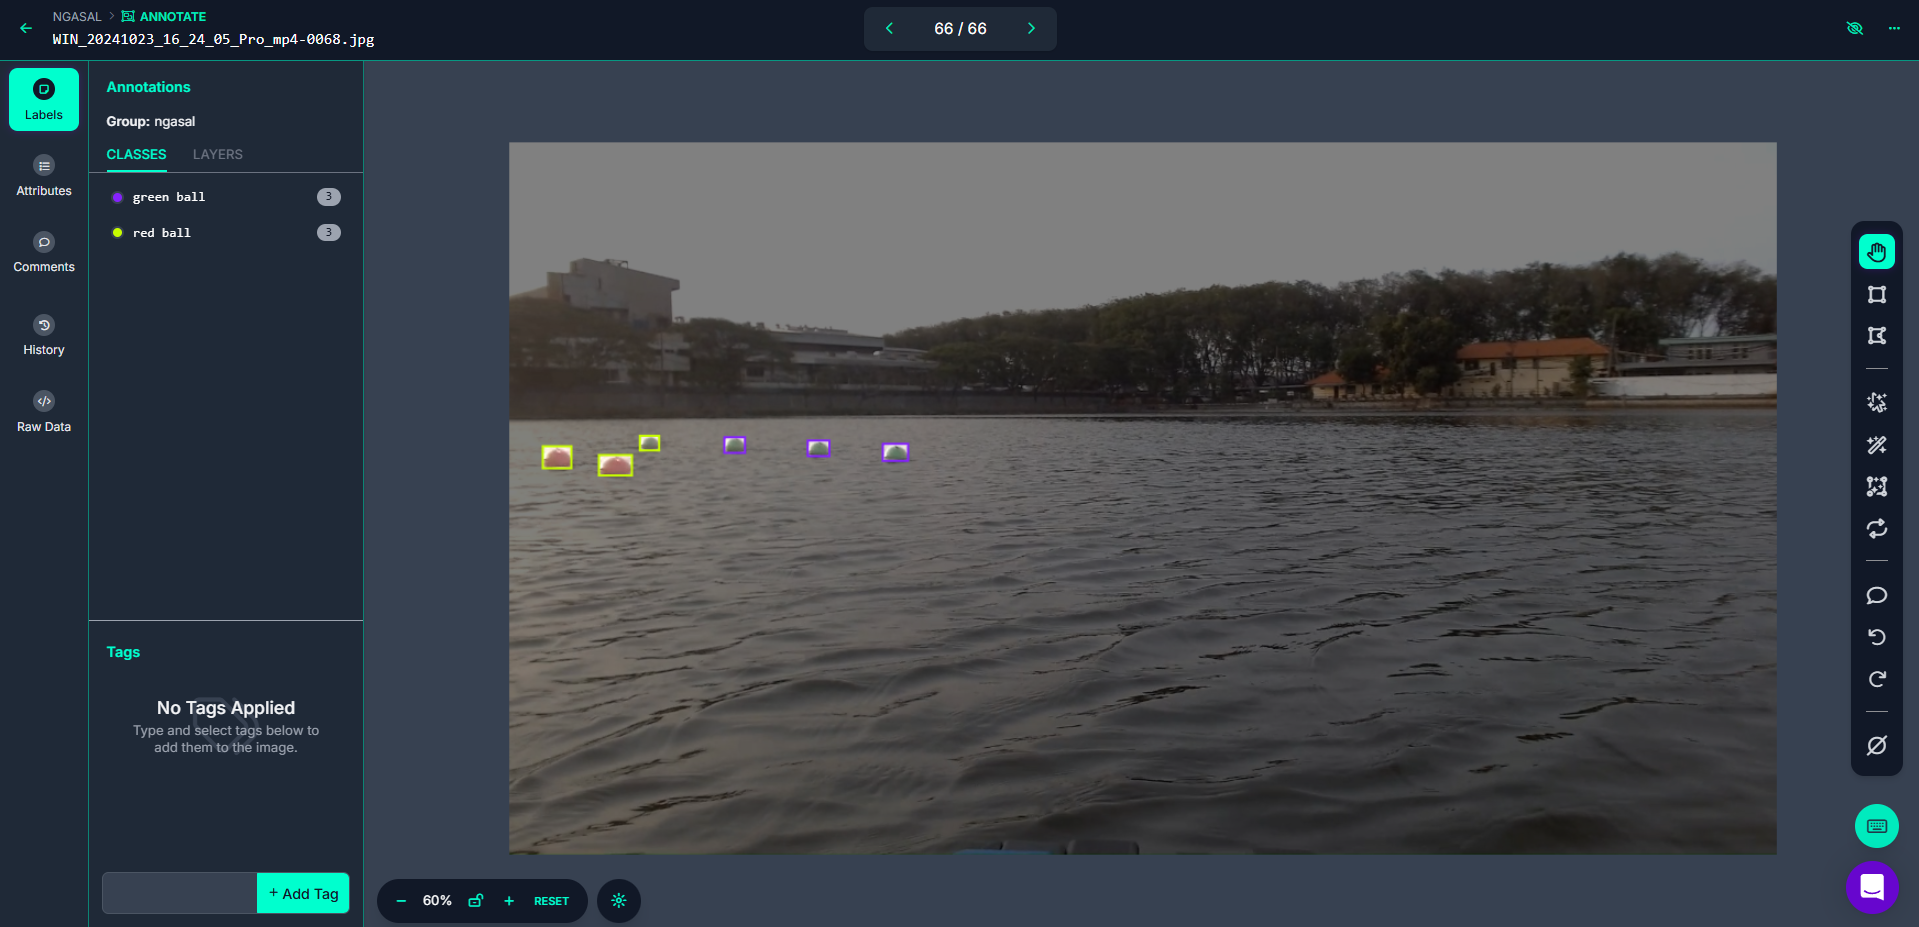 NGASAL > ANNOTATE
WIN_20241023_16_24_05_Pro_mp4-0068.jpg
66 / 66
Labels
Attributes
Comments
History
Raw Data
Annotations
Group: ngasal
CLASSES LAYERS
green ball 3
red ball 3
Tags
No Tags Applied
Type and select tags below to
add them to the image.
+ Add Tag
− 60% + RESET